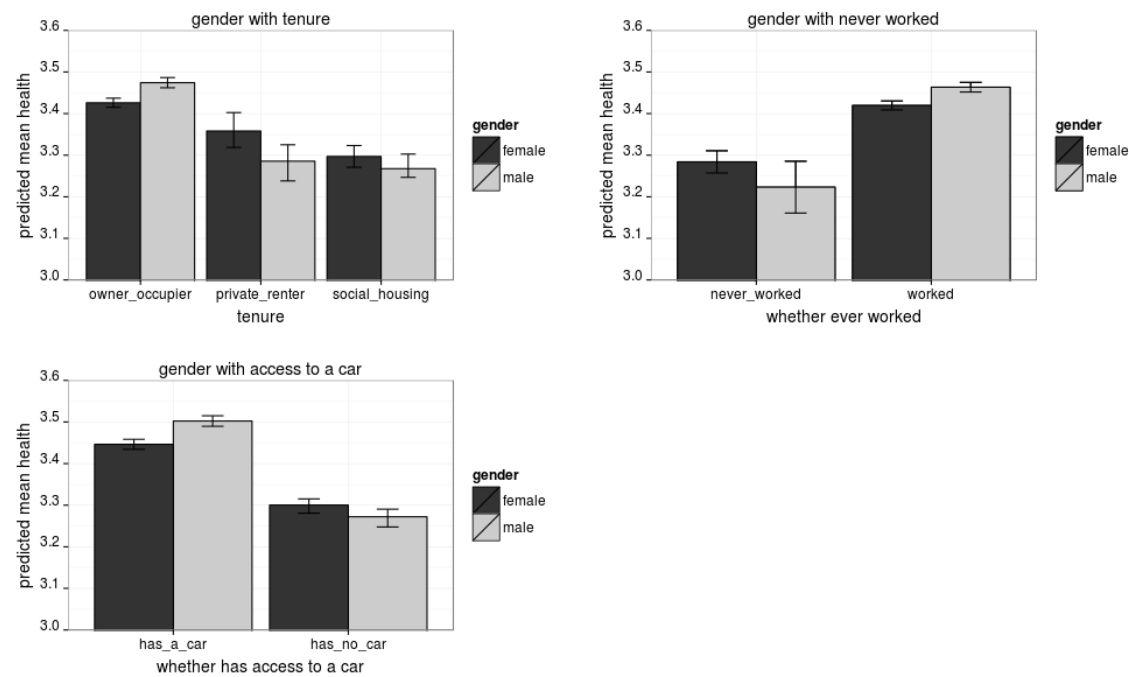 gender with tenure
predicted mean health
3.6
3.5
3.4
3.3
3.2
3.1
3.0
owner_occupier private_renter social_housing
tenure
gender
female
male
gender with never worked
predicted mean health
3.6
3.5
3.4
3.3
3.2
3.1
3.0
never_worked worked
whether ever worked
gender
female
male
gender with access to a car
predicted mean health
3.6
3.5
3.4
3.3
3.2
3.1
3.0
has_a_car has_no_car
whether has access to a car
gender
female
male